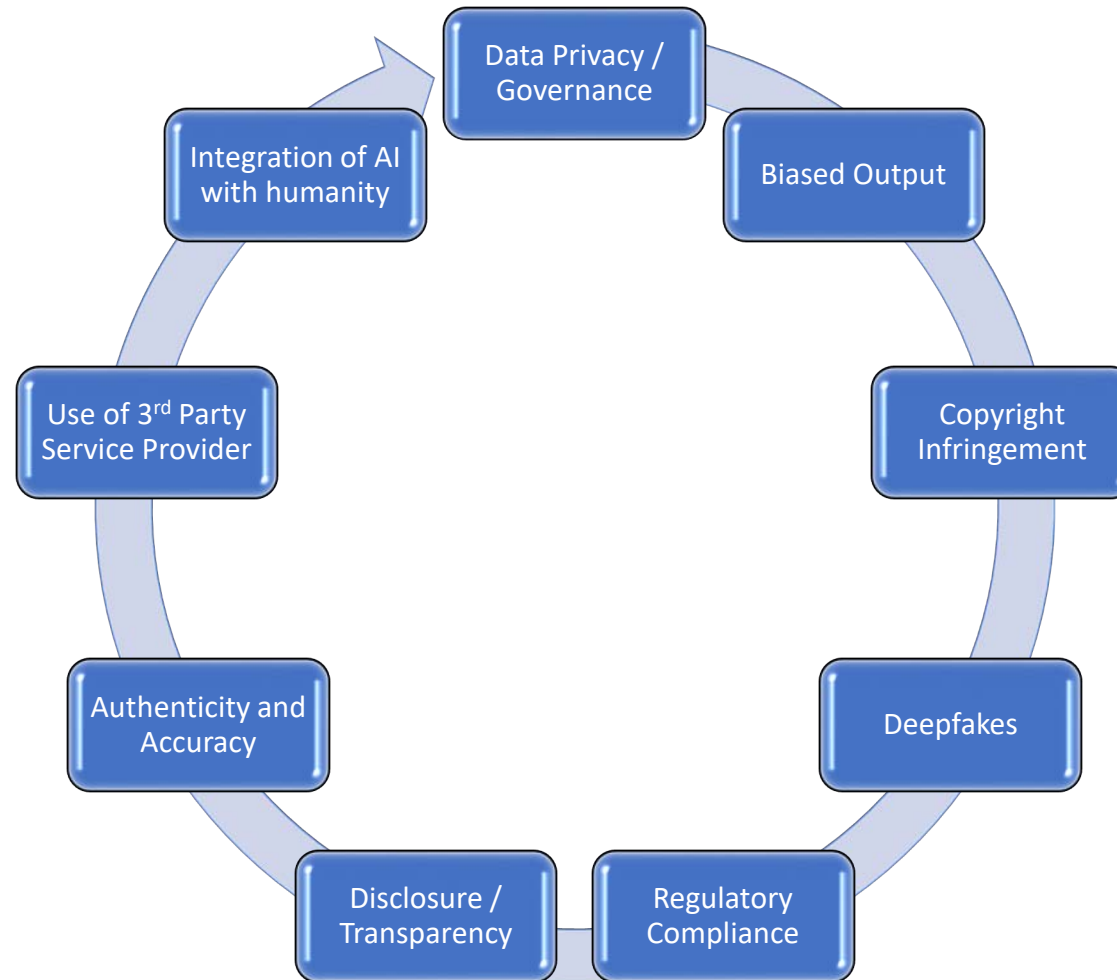 Data Privacy /
Governance
Biased Output
Copyright
Infringement
Deepfakes
Regulatory
Compliance
Disclosure /
Transparency
Authenticity and
Accuracy
Use of 3rd Party
Service Provider
Integration of AI
with humanity